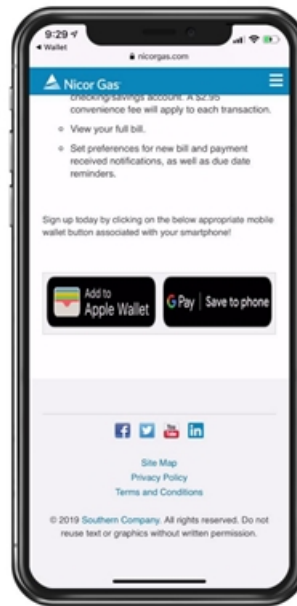 9:29
◂ Wallet
nicorgas.com
Nicor Gas
checking/savings account. A $2.95
convenience fee will apply to each transaction.
View your full bill.
Set preferences for new bill and payment
received notifications, as well as due date
reminders.
Sign up today by clicking on the below appropriate mobile
wallet button associated with your smartphone!
Add to
Apple Wallet
G Pay | Save to phone
You
Tube
Site Map
Privacy Policy
Terms and Conditions
© 2019 Southern Company. All rights reserved. Do not
reuse text or graphics without written permission.